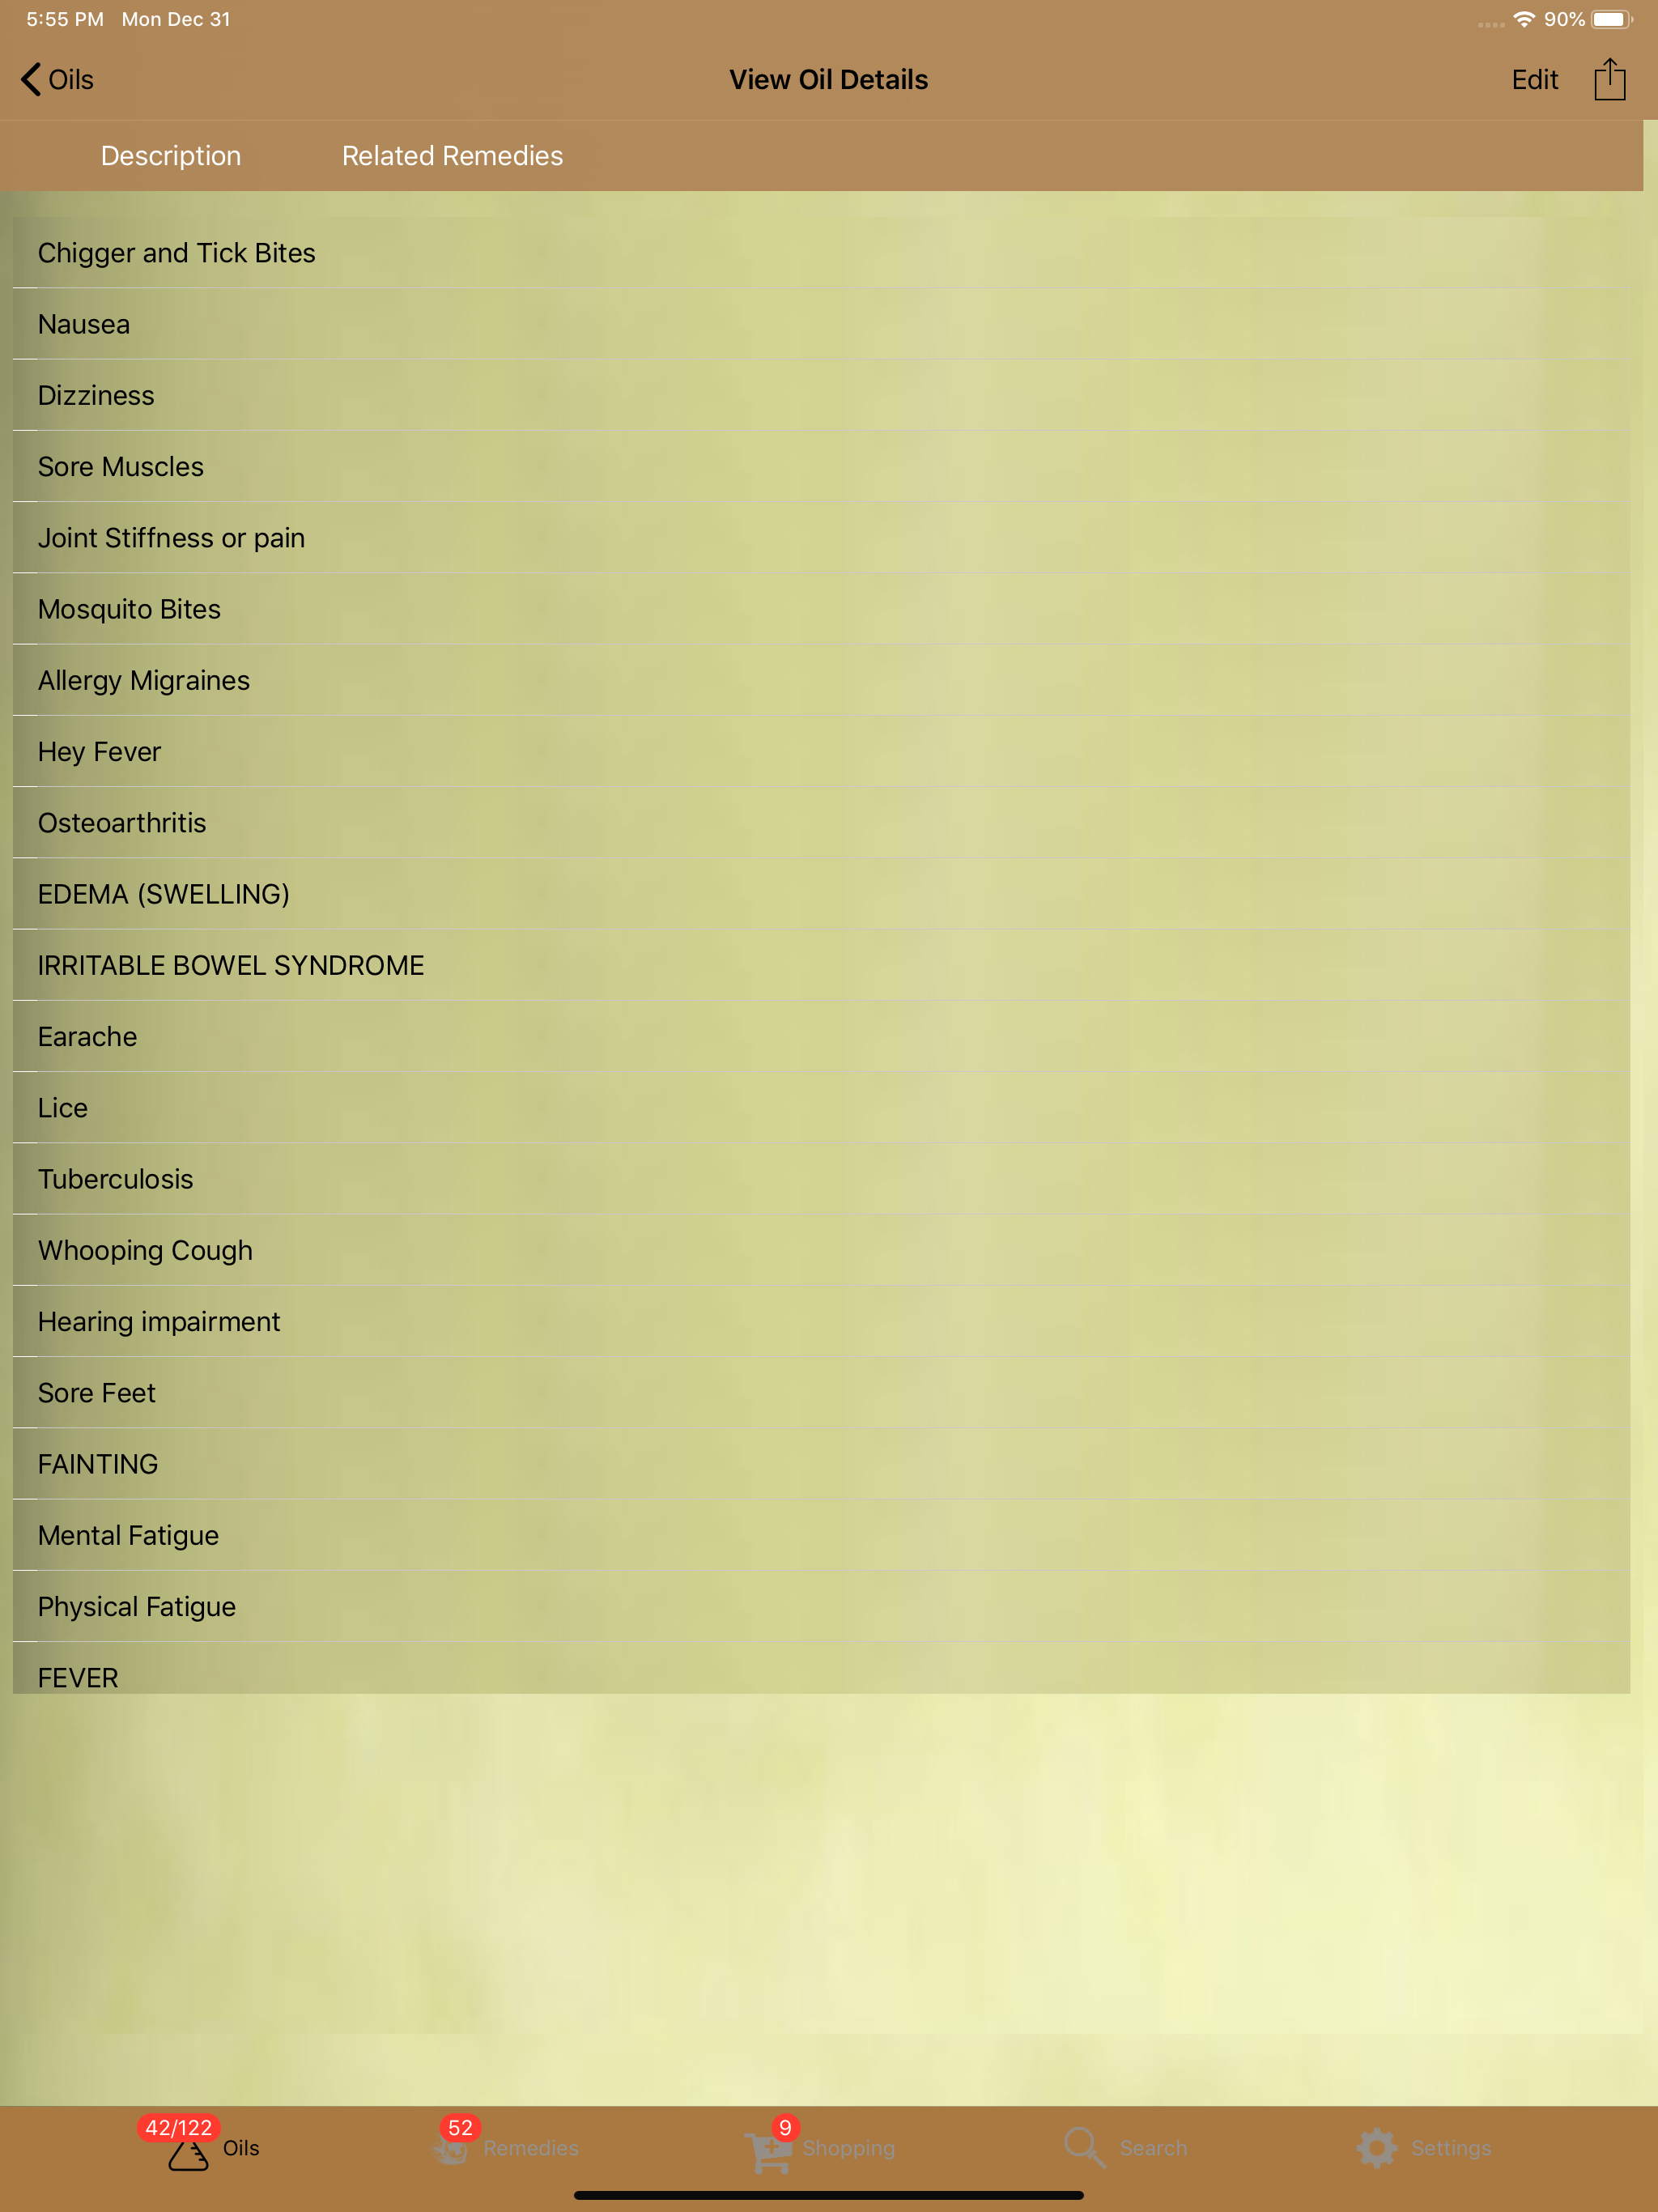 5:55 PM Mon Dec 31 90%
Oils View Oil Details Edit
Description Related Remedies
Chigger and Tick Bites
Nausea
Dizziness
Sore Muscles
Joint Stiffness or pain
Mosquito Bites
Allergy Migraines
Hey Fever
Osteoarthritis
EDEMA (SWELLING)
IRRITABLE BOWEL SYNDROME
Earache
Lice
Tuberculosis
Whooping Cough
Hearing impairment
Sore Feet
FAINTING
Mental Fatigue
Physical Fatigue
FEVER
42/122 Oils 52 Remedies 9 Shopping Search Settings